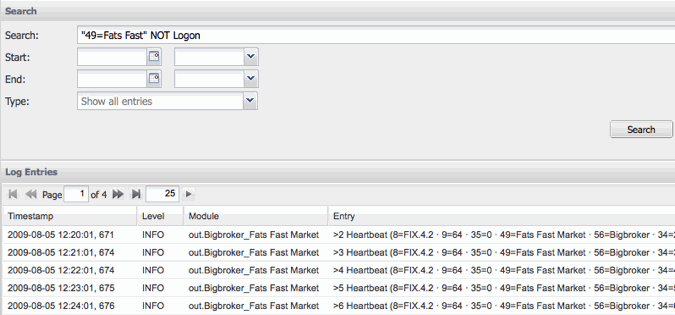 Search
Search: "49=Fats Fast" NOT Logon
Start:
End:
Type: Show all entries
Search
Log Entries
Page 1 of 4 25
Timestamp Level Module Entry
2009-08-05 12:20:01, 671 INFO out.Bigbroker_Fats Fast Market >2 Heartbeat (8=FIX.4.2 · 9=64 · 35=0 · 49=Fats Fast Market · 56=Bigbroker · 34=
2009-08-05 12:21:01, 674 INFO out.Bigbroker_Fats Fast Market >3 Heartbeat (8=FIX.4.2 · 9=64 · 35=0 · 49=Fats Fast Market · 56=Bigbroker · 34=
2009-08-05 12:22:01, 674 INFO out.Bigbroker_Fats Fast Market >4 Heartbeat (8=FIX.4.2 · 9=64 · 35=0 · 49=Fats Fast Market · 56=Bigbroker · 34=
2009-08-05 12:23:01, 675 INFO out.Bigbroker_Fats Fast Market >5 Heartbeat (8=FIX.4.2 · 9=64 · 35=0 · 49=Fats Fast Market · 56=Bigbroker · 34=
2009-08-05 12:24:01, 676 INFO out.Bigbroker_Fats Fast Market >6 Heartbeat (8=FIX.4.2 · 9=64 · 35=0 · 49=Fats Fast Market · 56=Bigbroker · 34=